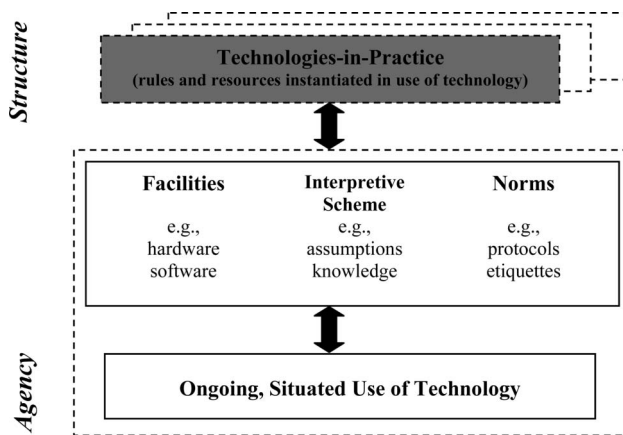 Structure
Technologies-in-Practice
(rules and resources instantiated in use of technology)
Facilities
e.g.,
hardware
software
Interpretive
Scheme
e.g.,
assumptions
knowledge
Norms
e.g.,
protocols
etiquettes
Agency
Ongoing, Situated Use of Technology